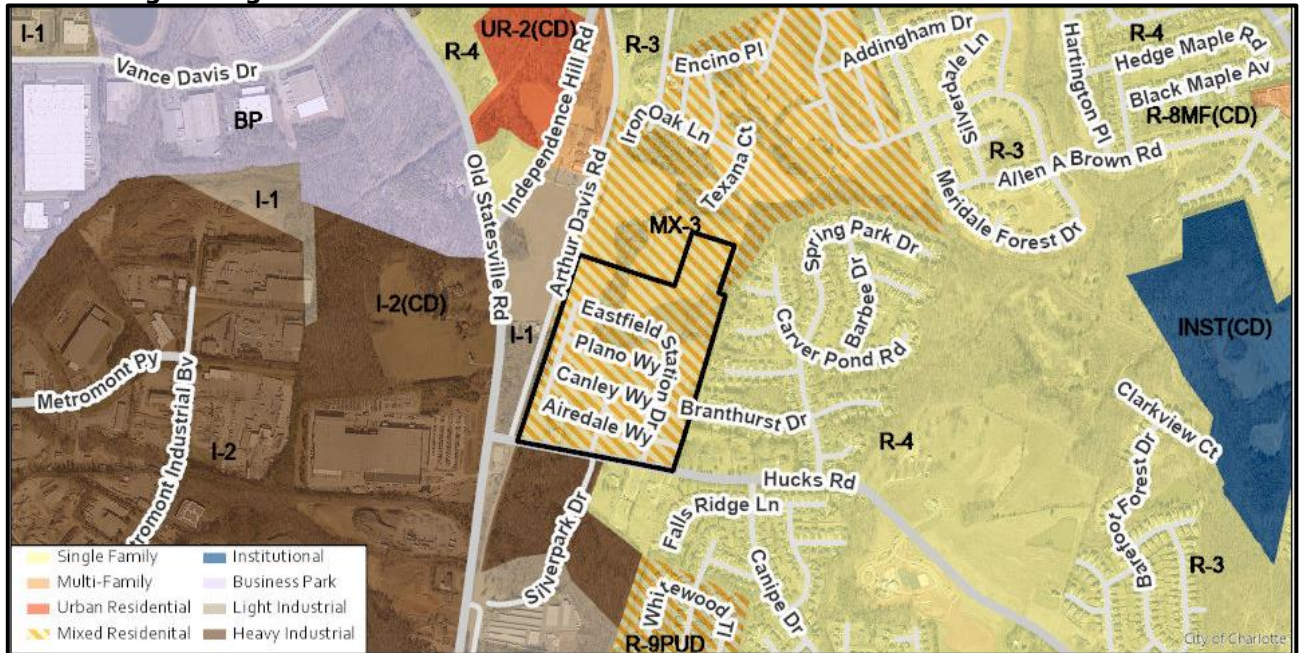 I-1
Vance Davis Dr
BP
R-4
UR-2(CD)
Independence Hill Rd
R-3
Encino Pl
Addingham Dr
Silverdale Ln
Hartington Pl
R-4
Hedge Maple Rd
Black Maple Av
R-8MF(CD)
Allen A Brown Rd
R-3
Meridale Forest Dr
Iron Oak Ln
Texana Ct
Arthur Davis Rd
Old Statesville Rd
I-1
MX-3
Spring Park Dr
Barbee Dr
Carver Pond Rd
I-2(CD)
I-1
Eastfield Station Dr
Plano Wy
Canley Wy
Airedale Wy
Branthurst Dr
INST(CD)
Clarkview Ct
Metromont Py
Metromont Industrial Bv
I-2
R-4
Hucks Rd
Falls Ridge Ln
Canipe Dr
Silverpark Dr
Barefoot Forest Dr
R-3
R-9PUD
Single Family
Multi-Family
Urban Residential
Mixed Residenital
Institutional
Business Park
Light Industrial
Heavy Industrial
City of Charlotte